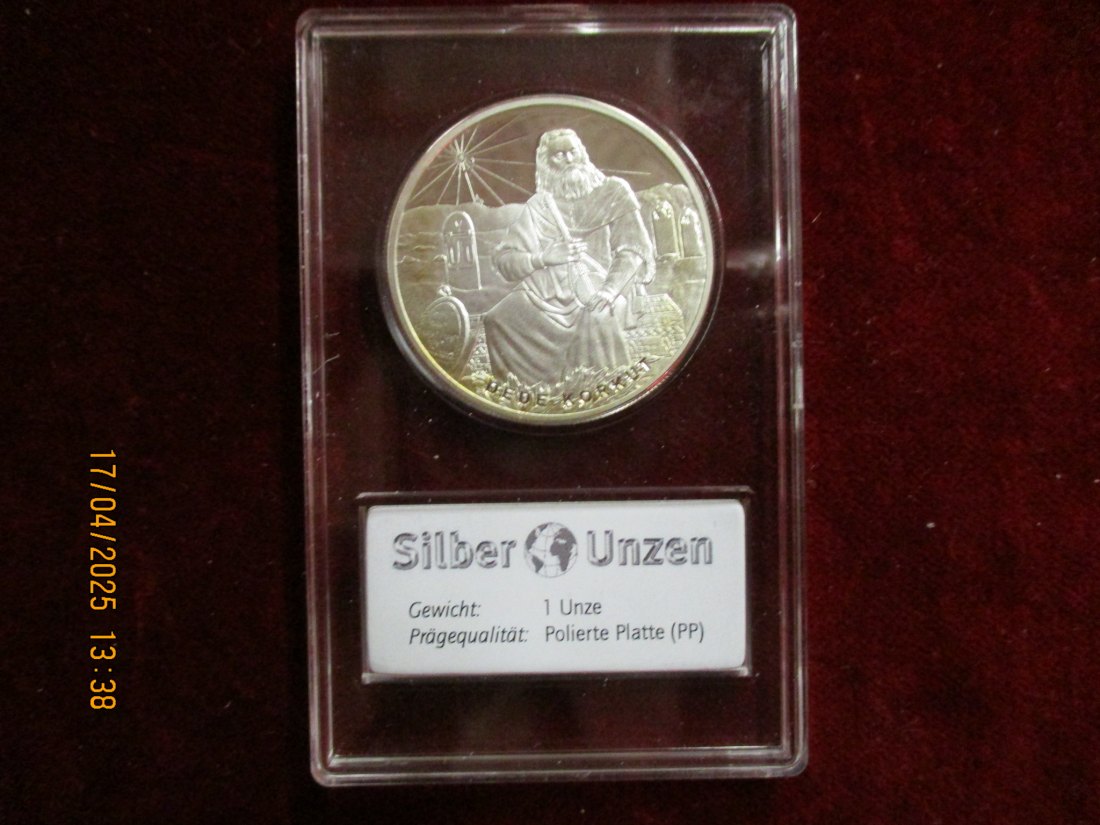 DEDE KORKUT
Silber Unzen
Gewicht: 1 Unze
Prägequalität: Polierte Platte (PP)
17/04/2025 13:38